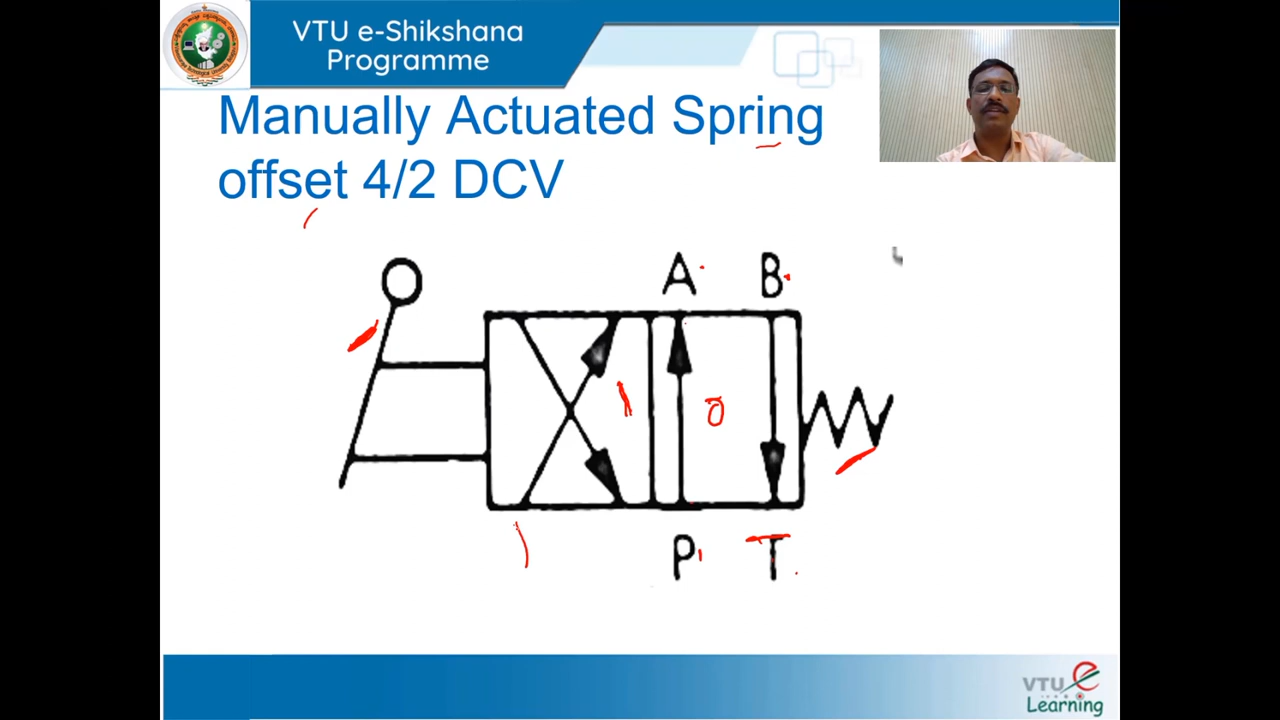 VTU e-Shikshana
Programme
Manually Actuated Spring
offset 4/2 DCV
A B
1 0
P T
VTU e
Learning